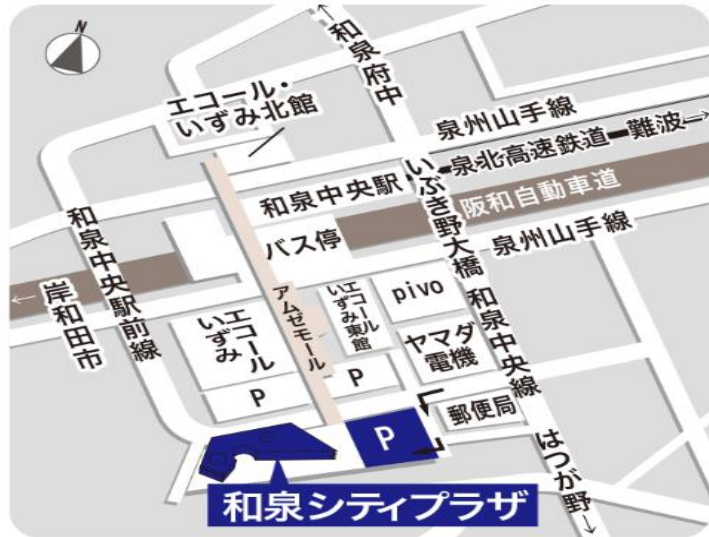 N
和泉府中
エコール・
いずみ北館
泉州山手線
泉北高速鉄道
難波
和泉中央駅
いぶき野大橋
阪和自動車道
バス停
泉州山手線
和泉中央駅前線
岸和田市
アムゼモール
エコール
いずみ
エコール
いずみ東館
pivo
ヤマダ
電機
和泉中央線
P
P
郵便局
P
はつが野
和泉シティプラザ